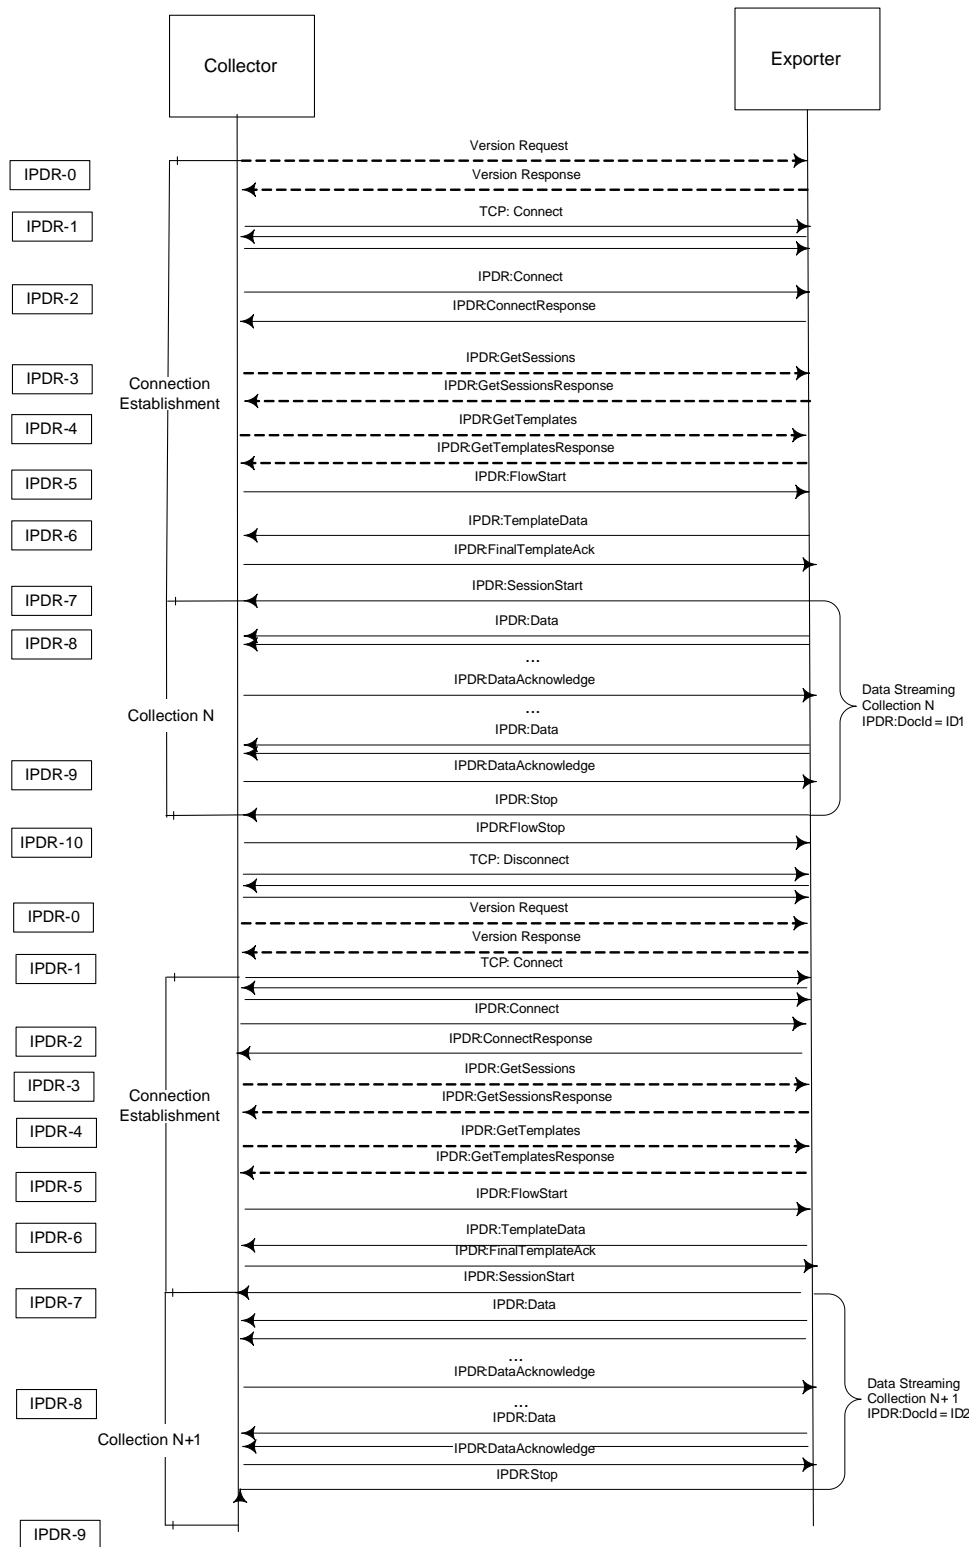 Collector
Exporter
Version Request
IPDR-0
Version Response
TCP: Connect
IPDR-1
IPDR:Connect
IPDR-2
IPDR:ConnectResponse
IPDR:GetSessions
IPDR-3
Connection
Establishment
IPDR:GetSessionsResponse
IPDR:GetTemplates
IPDR-4
IPDR:GetTemplatesResponse
IPDR:FlowStart
IPDR-5
IPDR:TemplateData
IPDR-6
IPDR:FinalTemplateAck
IPDR:SessionStart
IPDR-7
IPDR:Data
IPDR-8
...
IPDR:DataAcknowledge
Data Streaming
Collection N
IPDR:DocId = ID1
...
Collection N
IPDR:Data
IPDR:DataAcknowledge
IPDR-9
IPDR:Stop
IPDR:FlowStop
IPDR-10
TCP: Disconnect
Version Request
IPDR-0
Version Response
TCP: Connect
IPDR-1
IPDR:Connect
IPDR-2
IPDR:ConnectResponse
IPDR:GetSessions
IPDR-3
Connection
Establishment
IPDR:GetSessionsResponse
IPDR:GetTemplates
IPDR-4
IPDR:GetTemplatesResponse
IPDR-5
IPDR:FlowStart
IPDR:TemplateData
IPDR-6
IPDR:FinalTemplateAck
IPDR:SessionStart
IPDR-7
IPDR:Data
...
IPDR:DataAcknowledge
Data Streaming
Collection N+ 1
IPDR:DocId = ID2
IPDR-8
...
IPDR:Data
Collection N+1
IPDR:DataAcknowledge
IPDR:Stop
IPDR-9